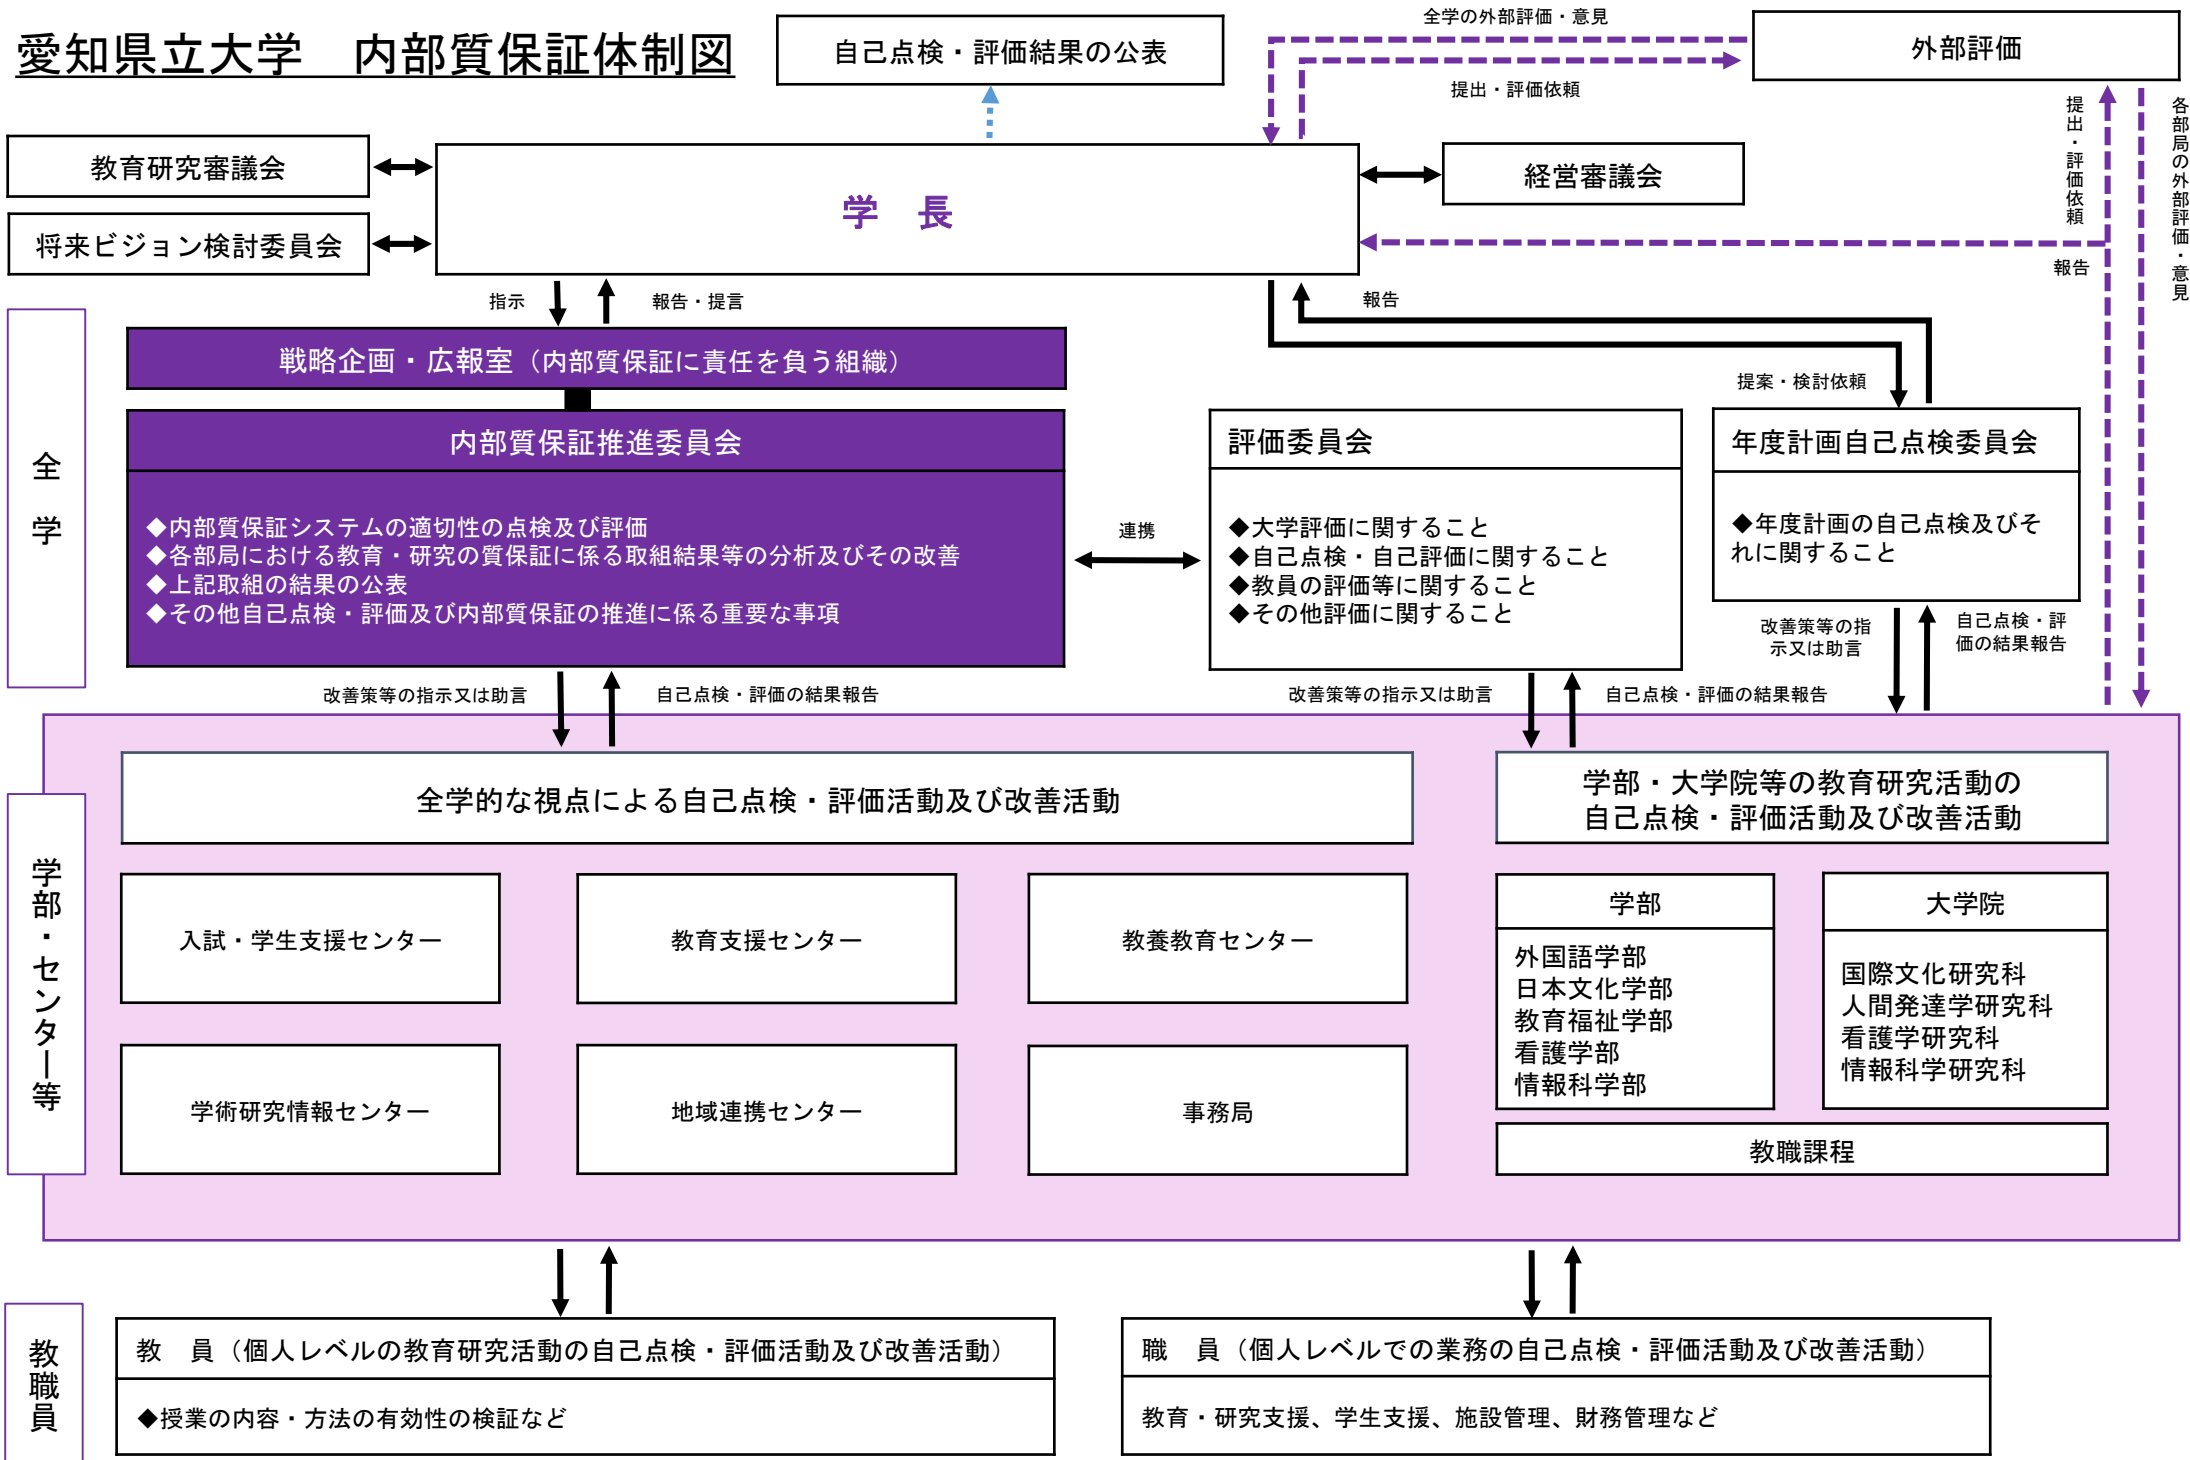 愛知県立大学　内部質保証体制図
自己点検・評価結果の公表
全学の外部評価・意見
提出・評価依頼
外部評価
提出・評価依頼
各部局の外部評価・意見
教育研究審議会
将来ビジョン検討委員会
学　長
経営審議会
報告
指示
報告・提言
報告
提案・検討依頼
全　学
戦略企画・広報室（内部質保証に責任を負う組織）
内部質保証推進委員会
◆内部質保証システムの適切性の点検及び評価
◆各部局における教育・研究の質保証に係る取組結果等の分析及びその改善
◆上記取組の結果の公表
◆その他自己点検・評価及び内部質保証の推進に係る重要な事項
連携
評価委員会
◆大学評価に関すること
◆自己点検・自己評価に関すること
◆教員の評価等に関すること
◆その他評価に関すること
年度計画自己点検委員会
◆年度計画の自己点検及びそ
れに関すること
改善策等の指
示又は助言
自己点検・評
価の結果報告
改善策等の指示又は助言
自己点検・評価の結果報告
改善策等の指示又は助言
自己点検・評価の結果報告
学部・センター等
全学的な視点による自己点検・評価活動及び改善活動
入試・学生支援センター
教育支援センター
教養教育センター
学術研究情報センター
地域連携センター
事務局
学部・大学院等の教育研究活動の
自己点検・評価活動及び改善活動
学部
外国語学部
日本文化学部
教育福祉学部
看護学部
情報科学部
大学院
国際文化研究科
人間発達学研究科
看護学研究科
情報科学研究科
教職課程
教職員
教　員（個人レベルの教育研究活動の自己点検・評価活動及び改善活動）
◆授業の内容・方法の有効性の検証など
職　員（個人レベルでの業務の自己点検・評価活動及び改善活動）
教育・研究支援、学生支援、施設管理、財務管理など